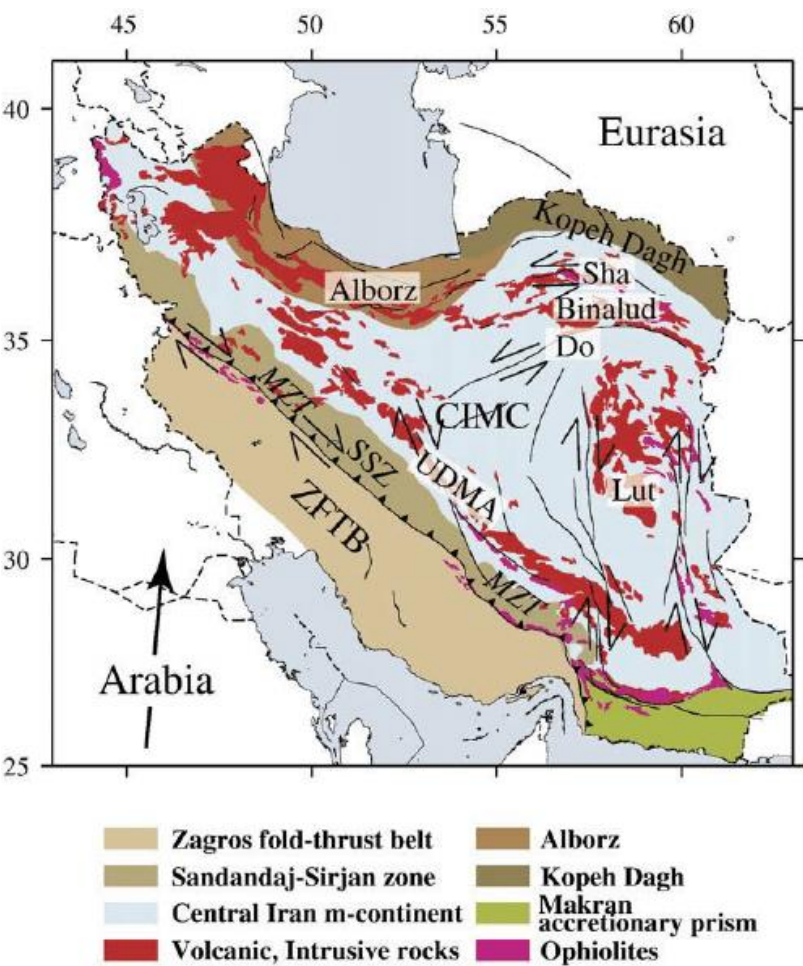 45 50 55 60
40
Eurasia
Kopeh Dagh
Sha
Alborz
Binalud
35
Do
MZT
CIMC
SSZ
UDMA
Lut
ZFTB
30
MZT
Arabia
25
Zagros fold-thrust belt
Sandandaj-Sirjan zone
Central Iran m-continent
Volcanic, Intrusive rocks
Alborz
Kopeh Dagh
Makran
accretionary prism
Ophiolites